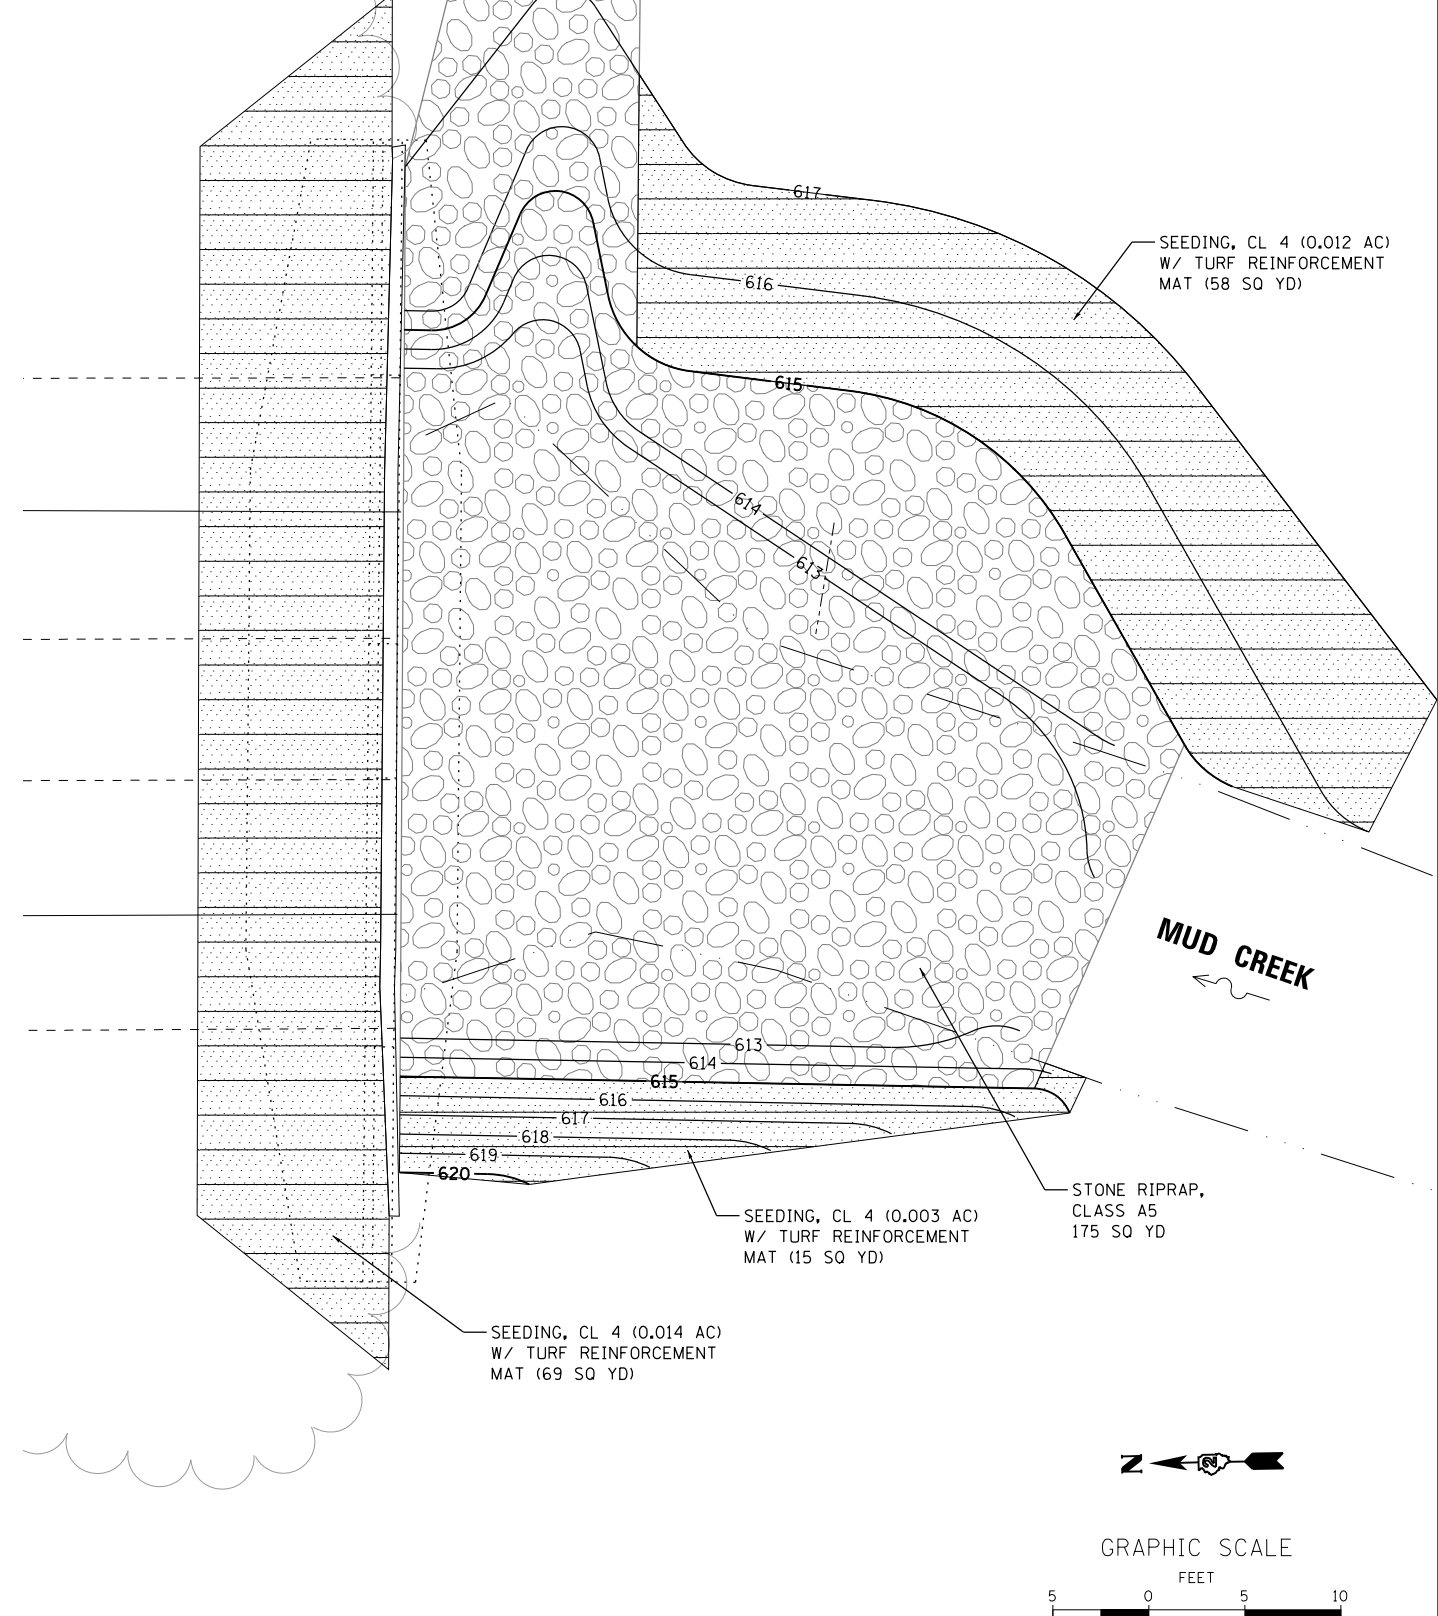 617
SEEDING, CL 4 (0.012 AC)
W/ TURF REINFORCEMENT
MAT (58 SQ YD)
616
615
614
613
MUD CREEK
613
614
615
616
617
618
619
620
STONE RIPRAP,
CLASS A5
175 SQ YD
SEEDING, CL 4 (0.003 AC)
W/ TURF REINFORCEMENT
MAT (15 SQ YD)
SEEDING, CL 4 (0.014 AC)
W/ TURF REINFORCEMENT
MAT (69 SQ YD)
N 2
GRAPHIC SCALE
FEET
5 0 5 10